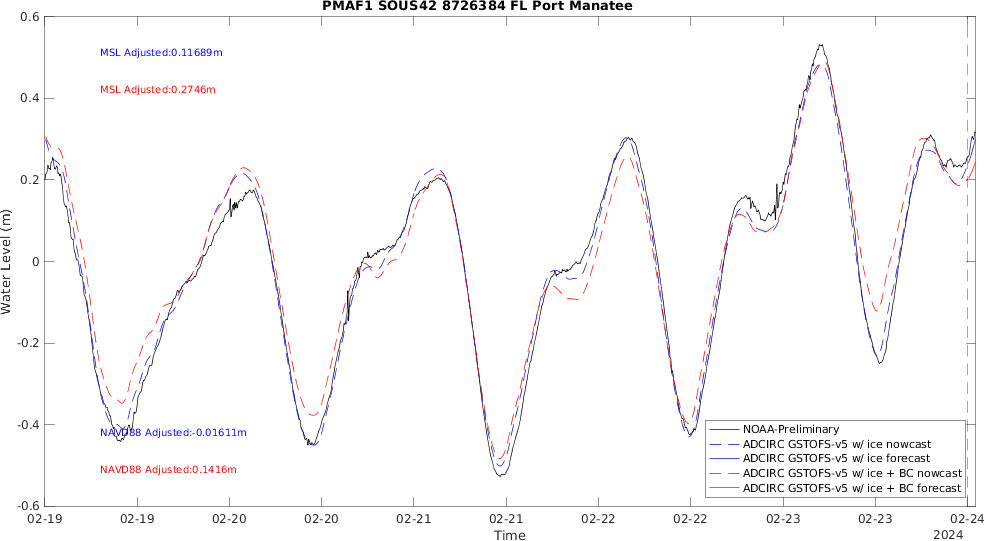 PMAF1 SOUS42 8726384 FL Port Manatee
0.6
0.4
0.2
0
-0.2
-0.4
-0.6
Water Level (m)
MSL Adjusted:0.11689m
MSL Adjusted:0.2746m
NAVD88 Adjusted:-0.01611m
NAVD88 Adjusted:0.1416m
NOAA-Preliminary
ADCIRC GSTOFS-v5 w/ ice nowcast
ADCIRC GSTOFS-v5 w/ ice forecast
ADCIRC GSTOFS-v5 w/ ice + BC nowcast
ADCIRC GSTOFS-v5 w/ ice + BC forecast
02-19 02-19 02-20 02-20 02-21 02-21 02-22 02-22 02-23 02-23 02-24
Time
2024